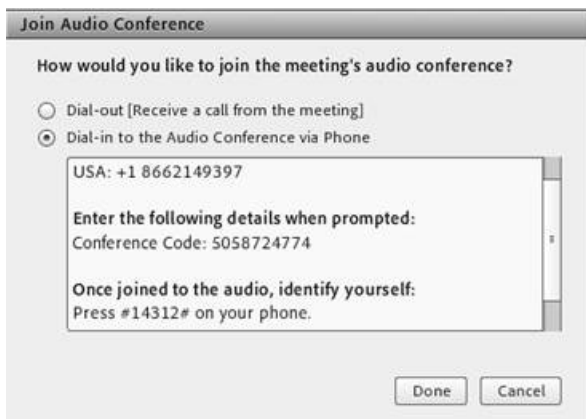 Join Audio Conference
How would you like to join the meeting's audio conference?
Dial-out [Receive a call from the meeting]
Dial-in to the Audio Conference via Phone
USA: +1 8662149397
Enter the following details when prompted:
Conference Code: 5058724774
Once joined to the audio, identify yourself:
Press #14312# on your phone.
Done Cancel